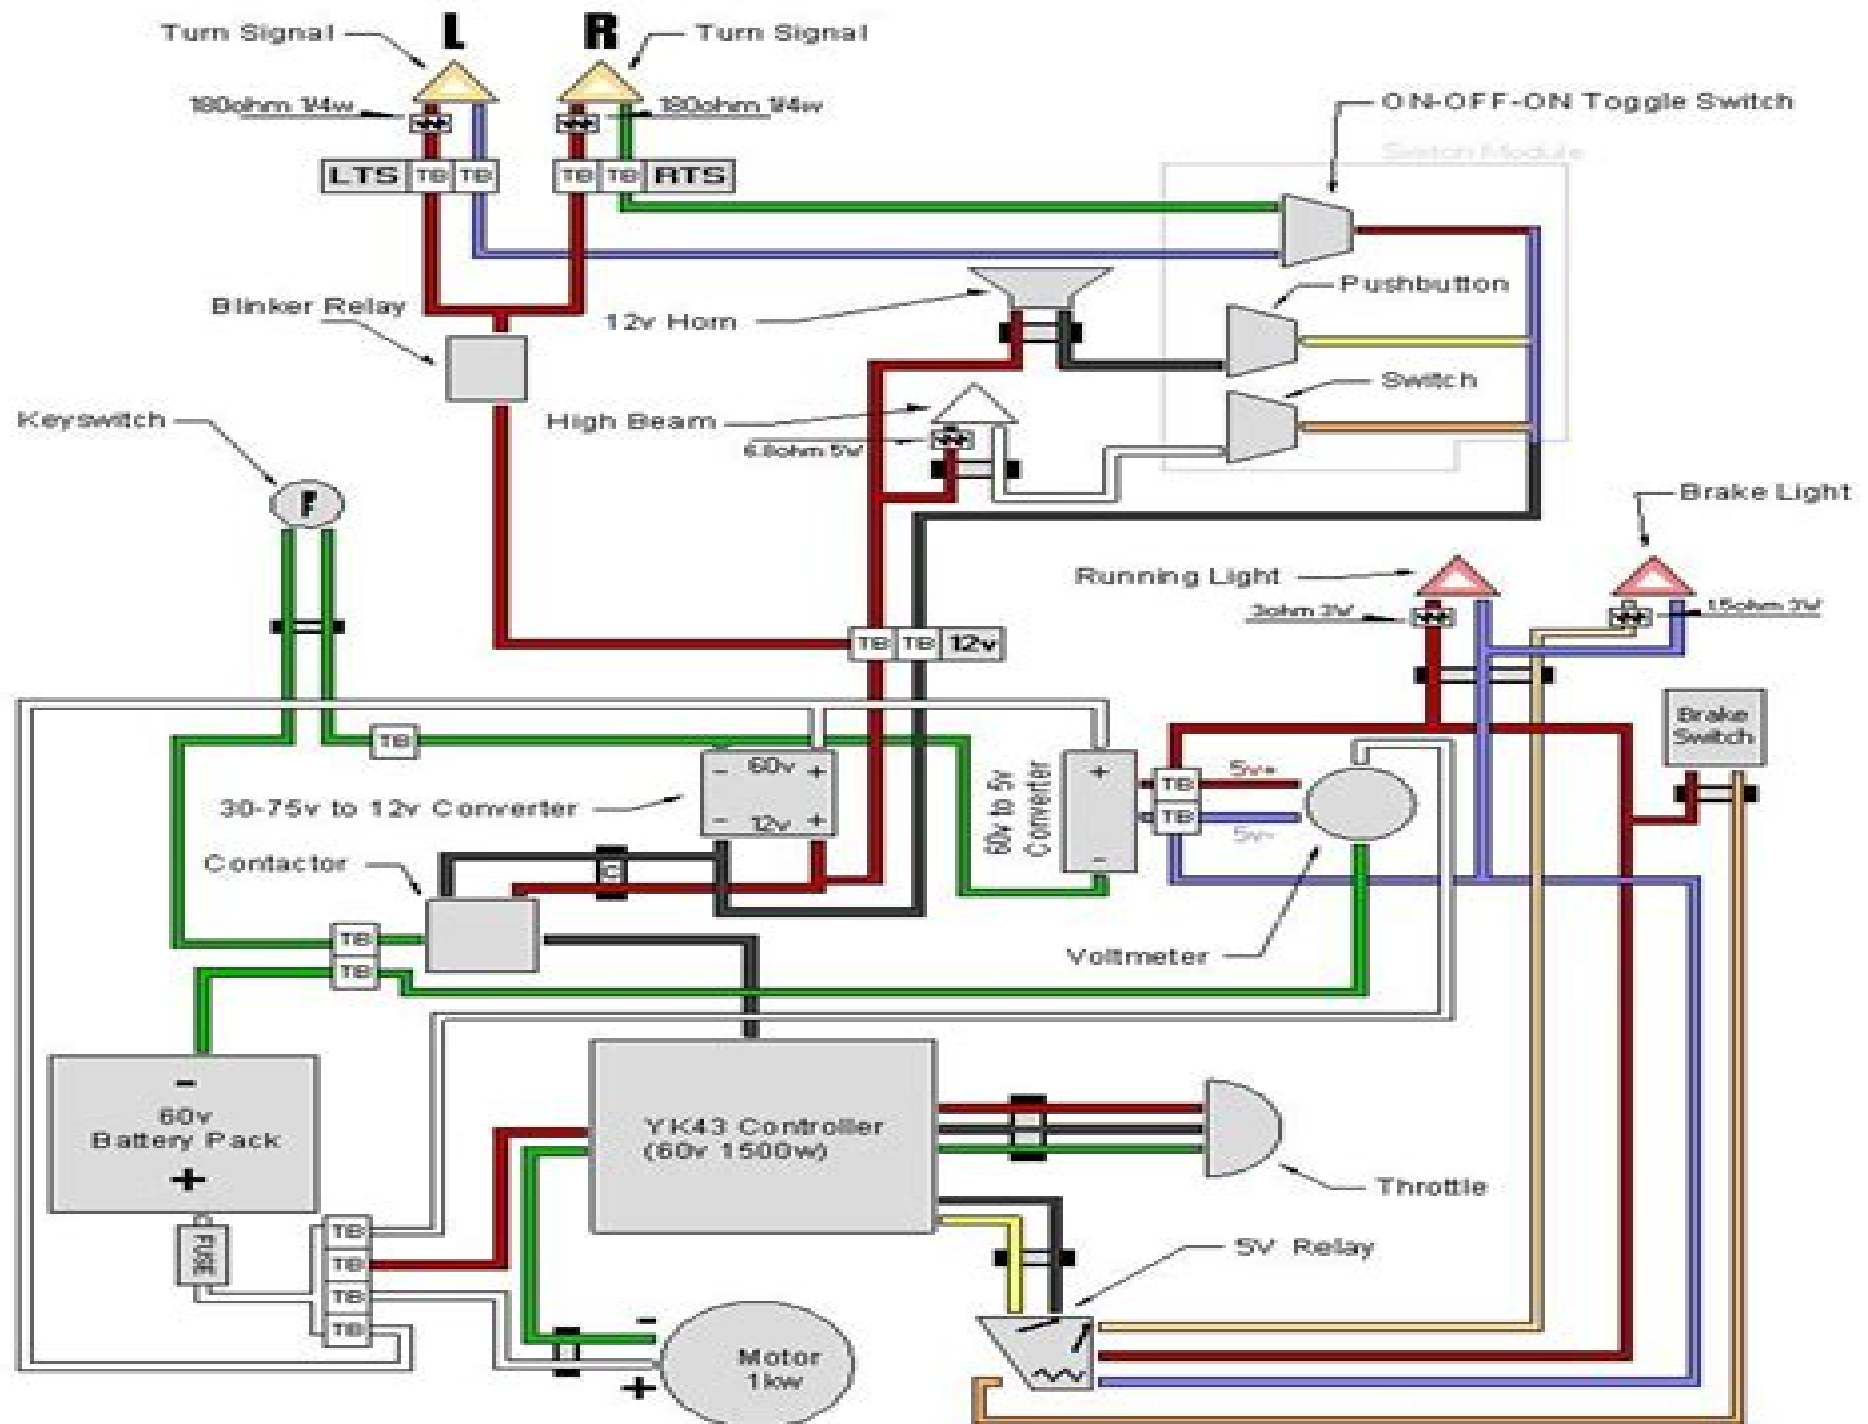 Turn Signal
L
R
Turn Signal
180ohm 1/4w
180ohm 1/4w
ON-OFF-ON Toggle Switch
Switch Module
LTS TB TB
TB TB RTS
Blinker Relay
12v Horn
Pushbutton
Switch
Keyswitch
High Beam
6.8ohm 5W
F
Brake Light
Running Light
3ohm 3W
15ohm 3W
TB TB 12v
Brake
Switch
TB
- 60v +
30-75v to 12v Converter
- 12v +
60v to 5v
Converter
+
-
TB
5v+
TB
5v-
Contactor
C
TB
TB
Voltmeter
-
60v
Battery Pack
+
YK43 Controller
(60v 1500w)
Throttle
FUSE
TB
TB
TB
TB
5V Relay
-
Motor
1kw
+